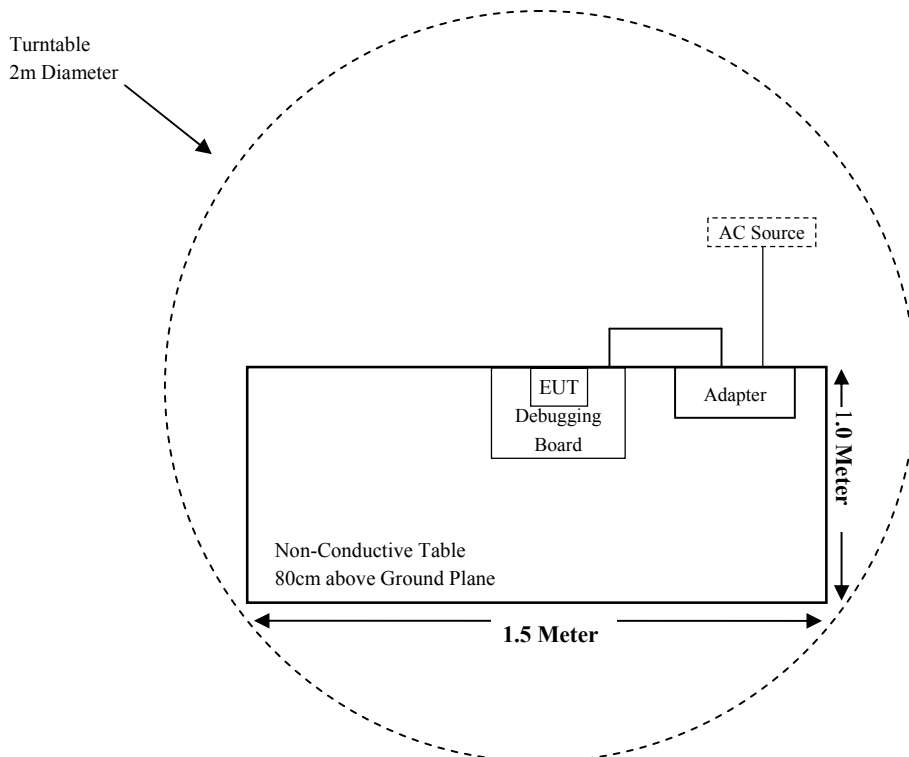 Turntable
2m Diameter
AC Source
EUT
Debugging
Board
Adapter
1.0 Meter
Non-Conductive Table
80cm above Ground Plane
1.5 Meter